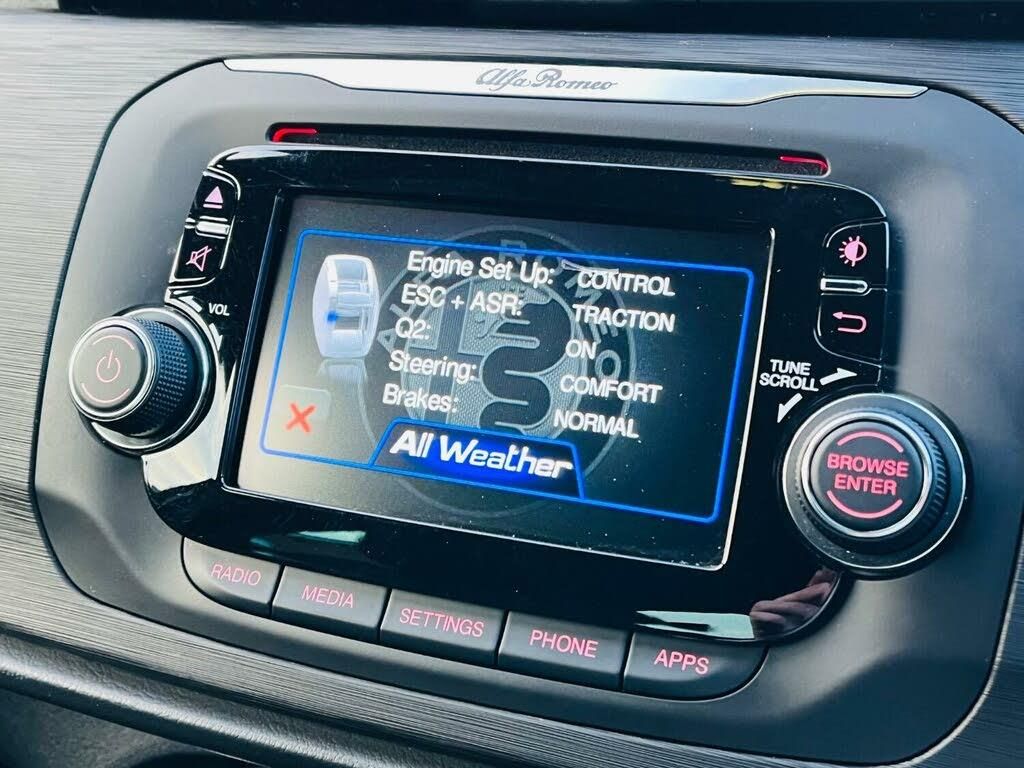 Alfa Romeo
VOL
Engine Set Up: CONTROL
ESC + ASR: TRACTION
Q2: ON
Steering: COMFORT
Brakes: NORMAL
All Weather
TUNE
SCROLL
BROWSE
ENTER
RADIO
MEDIA
SETTINGS
PHONE
APPS